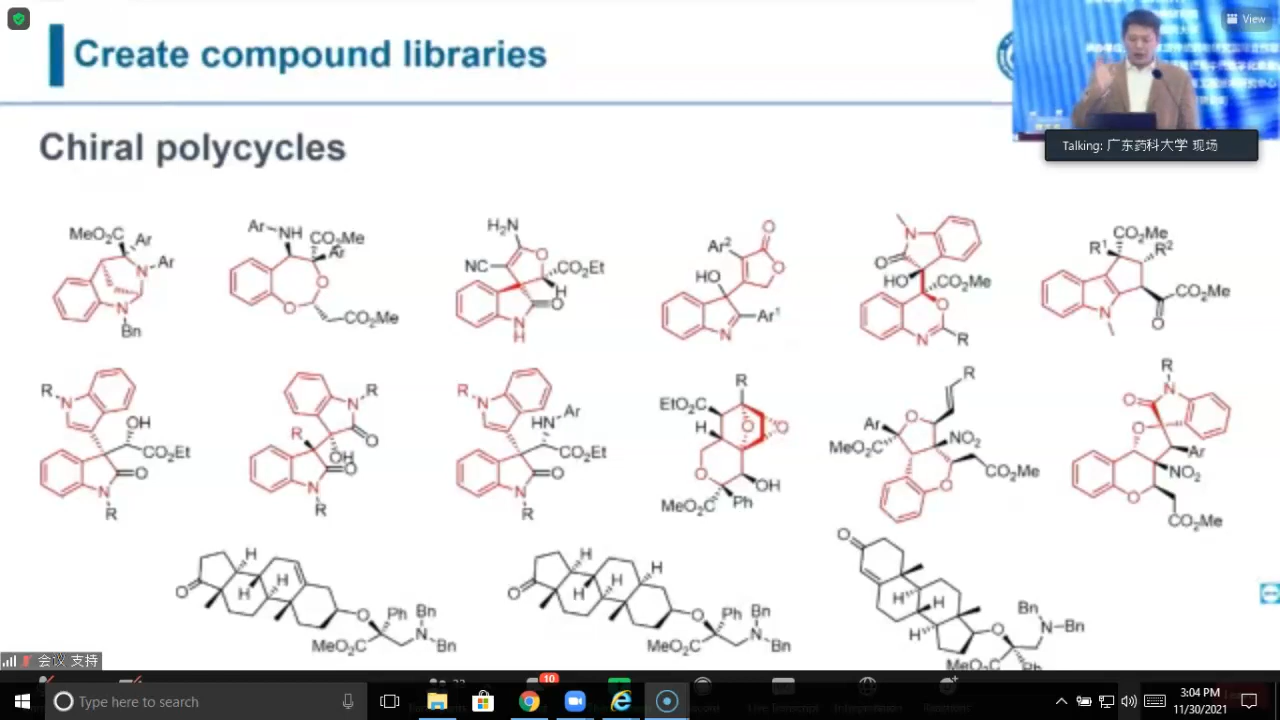 Create compound libraries
View
Talking: 广东药科大学 现场
Chiral polycycles
MeO₂C
Ar
N-Ar
N
Bn
Ar-NH
CO₂Me
Ar
O
O
CO₂Me
H₂N
O
NC
CO₂Et
H
O
N
H
O
Ar²
O
HO
Ar¹
N
N
O
HO
CO₂Me
O
N
R
CO₂Me
R¹
R²
CO₂Me
N
O
R
N
OH
CO₂Et
O
N
R
R
N
R
O
OH
O
N
R
R
N
HN-Ar
CO₂Et
O
N
R
R
EtO₂C
H
O
O
O
OH
MeO₂C
Ph
R
Ar
O
MeO₂C
NO₂
CO₂Me
O
R
N
O
O
Ar
NO₂
O
CO₂Me
H
H
H
O
O
Ph
Bn
MeO₂C
N
Bn
H
H
H
H
O
O
Ph
Bn
MeO₂C
N
Bn
O
H
H
H
Bn
O
N-Bn
MeO₂C
Ph
会议 支持
10
Type here to search
3:04 PM
11/30/2021